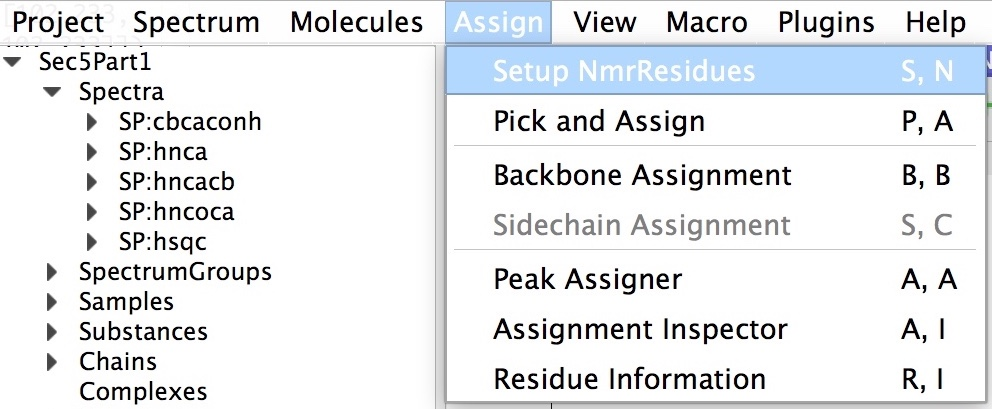 Project Spectrum Molecules Assign View Macro Plugins Help
Sec5Part1
Spectra
SP:cbcaconh
SP:hnca
SP:hncacb
SP:hncoca
SP:hsqc
SpectrumGroups
Samples
Substances
Chains
Complexes
Setup NmrResidues S, N
Pick and Assign P, A
Backbone Assignment B, B
Sidechain Assignment S, C
Peak Assigner A, A
Assignment Inspector A, I
Residue Information R, I